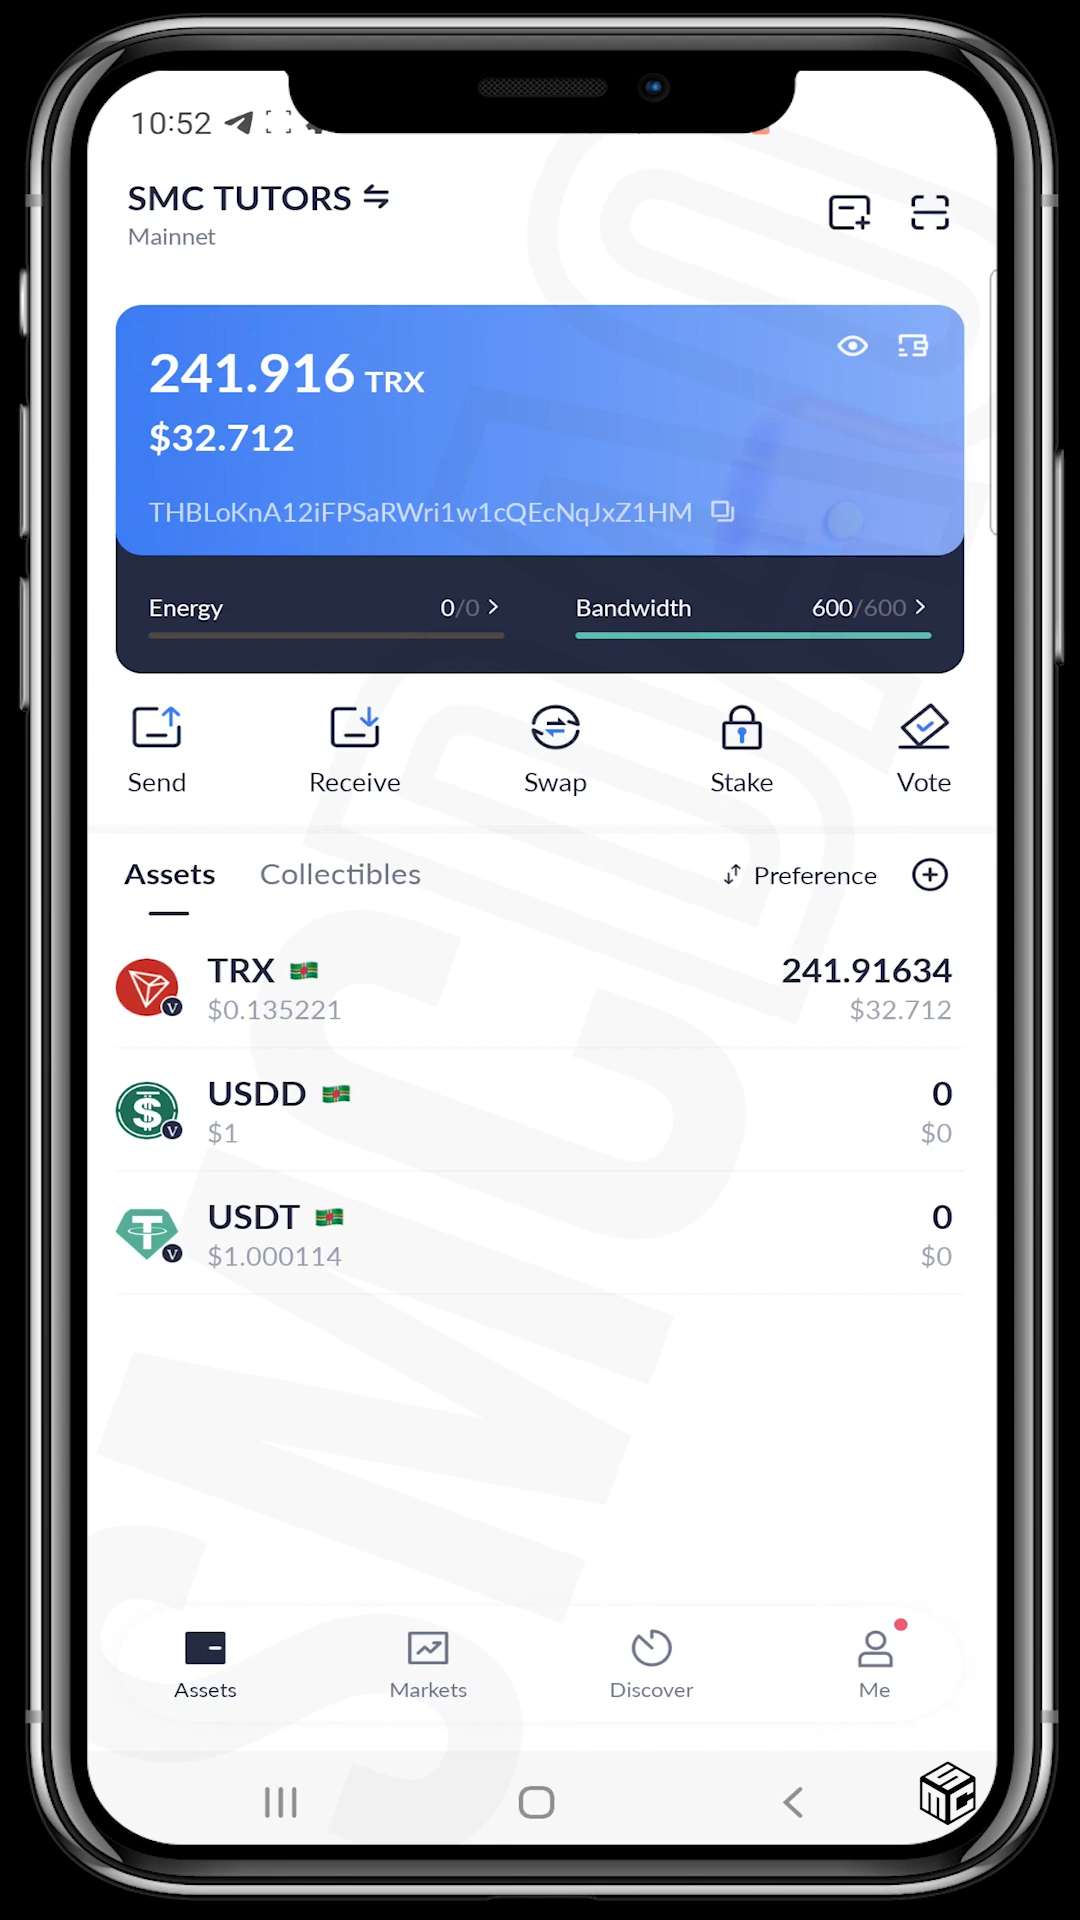 10:52
SMC TUTORS
Mainnet
241.916 TRX
$32.712
THBLoKnA12iFPSaRWri1w1cQEcNqJxZ1HM
Energy 0/0
Bandwidth 600/600
Send Receive Swap Stake Vote
Assets Collectibles Preference
TRX 241.91634
$0.135221 $32.712
USDD 0
$1 $0
USDT 0
$1.000114 $0
Assets Markets Discover Me
SMC